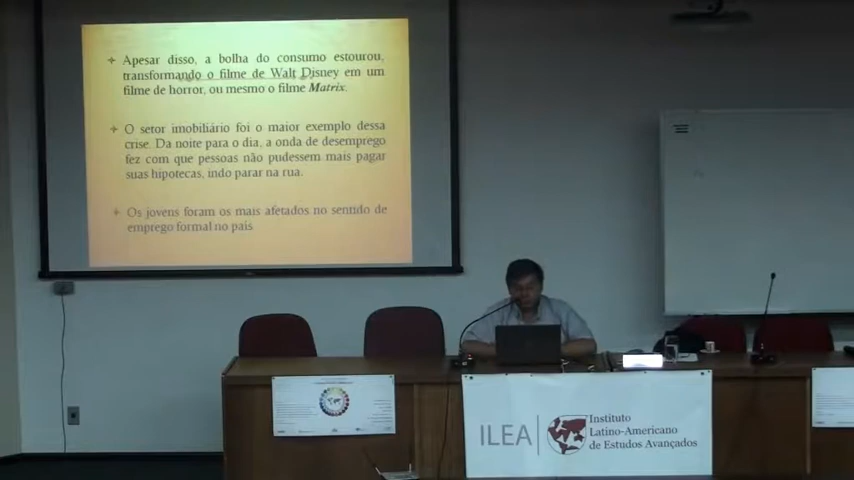 Apesar disso, a bolha do consumo estourou,
transformando o filme de Walt Disney em um
filme de horror, ou mesmo o filme Matrix.
O setor imobiliário foi o maior exemplo dessa
crise. Da noite para o dia, a onda de desemprego
fez com que pessoas não pudessem mais pagar
suas hipotecas, indo parar na rua.
Os jovens foram os mais afetados no sentido de
emprego formal no país
ILEA
Instituto
Latino-Americano
de Estudos Avançados